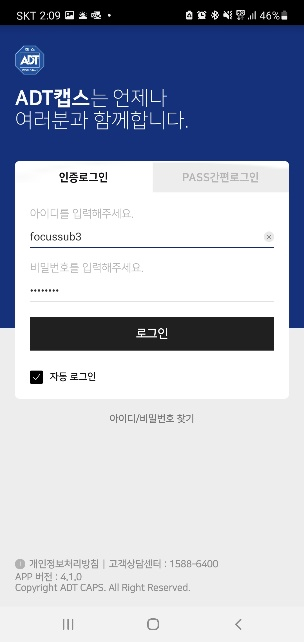 SKT 2:09 46%
ADT
ADT캡스는 언제나
여러분과 함께합니다.
인증로그인 PASS간편로그인
아이디를 입력해주세요.
focussub3
비밀번호를 입력해주세요.
••••••••
로그인
자동 로그인
아이디/비밀번호 찾기
개인정보처리방침 | 고객상담센터 : 1588-6400
APP 버전 : 4.1.0
Copyright ADT CAPS. All Right Reserved.